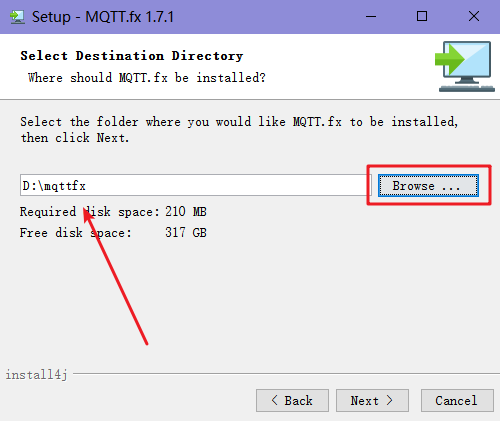 Setup - MQTT.fx 1.7.1
Select Destination Directory
Where should MQTT.fx be installed?
Select the folder where you would like MQTT.fx to be installed,
then click Next.
D:\mqttfx
Browse ...
Required disk space: 210 MB
Free disk space: 317 GB
install4j
< Back
Next >
Cancel